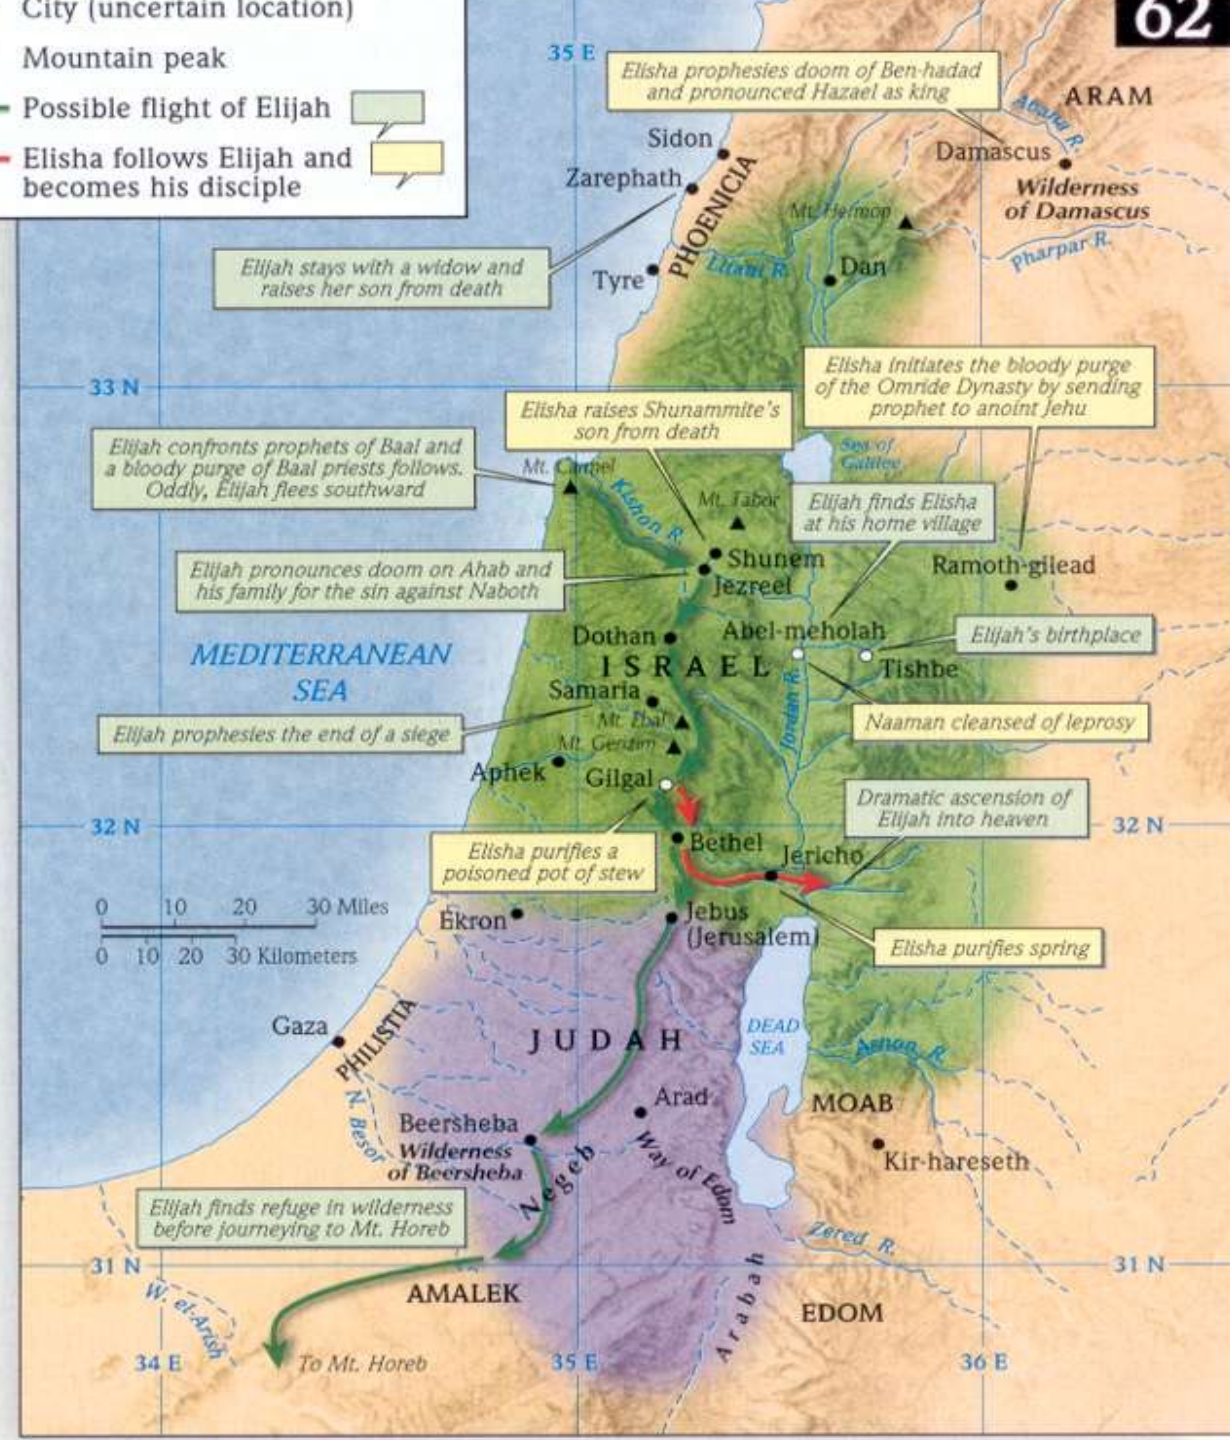 City (uncertain location)
Mountain peak
Possible flight of Elijah
Elisha follows Elijah and
becomes his disciple
62
35 E
Elisha prophesies doom of Ben-hadad
and pronounced Hazael as king
ARAM
Abana R.
Sidon
Damascus
Zarephath
PHOENICIA
Wilderness
of Damascus
Mt. Hermon
Pharpar R.
Elijah stays with a widow and
raises her son from death
Tyre
Litani R.
Dan
33 N
Elisha initiates the bloody purge
of the Omride Dynasty by sending
prophet to anoint Jehu
Elisha raises Shunammite's
son from death
Elijah confronts prophets of Baal and
a bloody purge of Baal priests follows.
Oddly, Elijah flees southward
Mt. Carmel
Sea of
Galilee
Kishon R.
Mt. Tabor
Elijah finds Elisha
at his home village
Shunem
Ramoth-gilead
Elijah pronounces doom on Ahab and
his family for the sin against Naboth
Jezreel
Dothan
Abel-meholah
Elijah's birthplace
MEDITERRANEAN
SEA
ISRAEL
Tishbe
Samaria
Jordan R.
Mt. Ebal
Naaman cleansed of leprosy
Elijah prophesies the end of a siege
Mt. Gerizim
Aphek
Gilgal
Dramatic ascension of
Elijah into heaven
32 N
32 N
Elisha purifies a
poisoned pot of stew
Bethel
Jericho
0 10 20 30 Miles
0 10 20 30 Kilometers
Ekron
Jebus
(Jerusalem)
Elisha purifies spring
Gaza
PHILISTIA
JUDAH
DEAD
SEA
Arnon R.
N. Besor
Arad
MOAB
Beersheba
Wilderness
of Beersheba
Negeb
Way of Edom
Kir-hareseth
Elijah finds refuge in wilderness
before journeying to Mt. Horeb
Zered R.
31 N
31 N
AMALEK
W. el-Arish
Arabah
EDOM
34 E
To Mt. Horeb
35 E
36 E